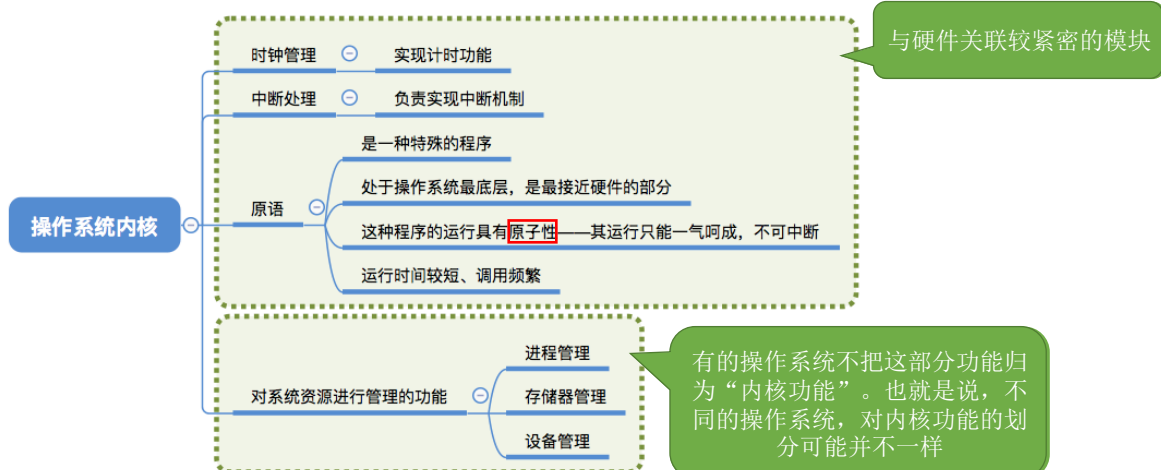 与硬件关联较紧密的模块
时钟管理
实现计时功能
中断处理
负责实现中断机制
是一种特殊的程序
处于操作系统最底层，是最接近硬件的部分
原语
操作系统内核
这种程序的运行具有原子性——其运行只能一气呵成，不可中断
运行时间较短、调用频繁
进程管理
对系统资源进行管理的功能
存储器管理
设备管理
有的操作系统不把这部分功能归
为“内核功能”。也就是说，不
同的操作系统，对内核功能的划
分可能并不一样